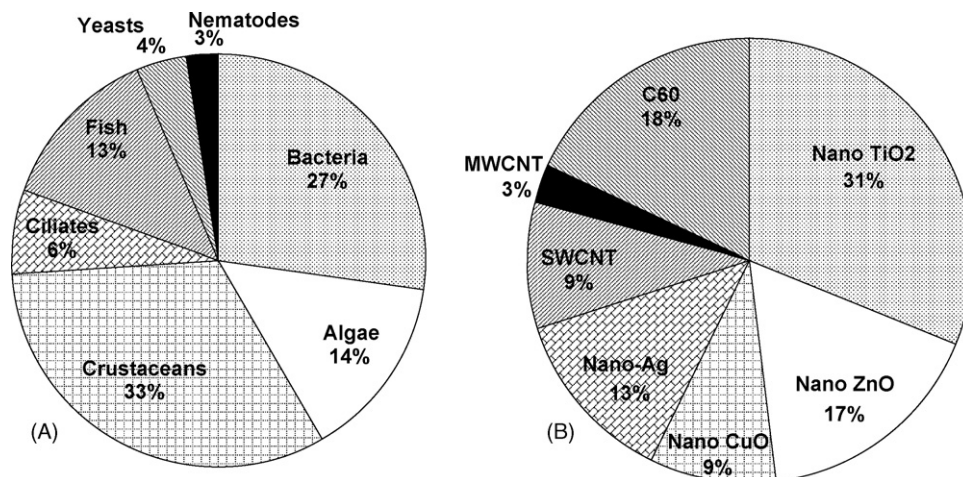 Yeasts
4%
Nematodes
3%
Fish
13%
Bacteria
27%
Ciliates
6%
Algae
14%
Crustaceans
33%
(A)
C60
18%
Nano TiO2
31%
MWCNT
3%
SWCNT
9%
Nano-Ag
13%
Nano ZnO
17%
Nano CuO
9%
(B)